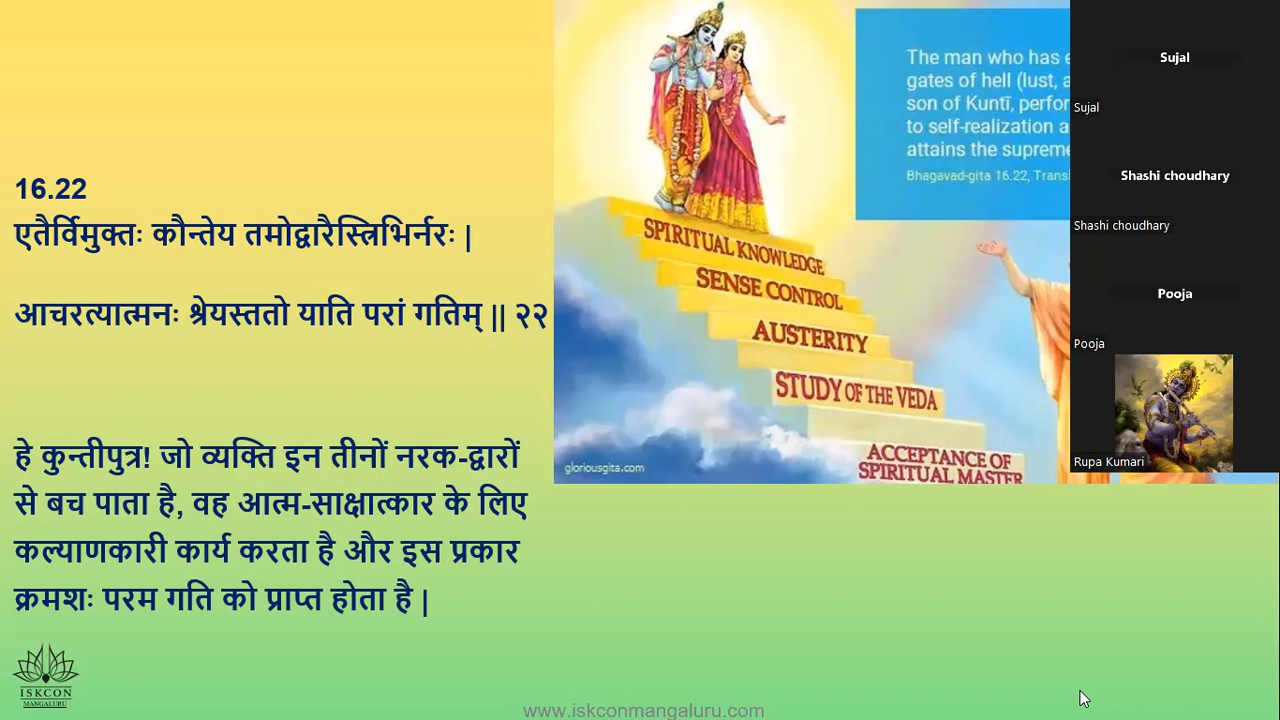 16.22
एतैर्विमुक्तः कौन्तेय तमोद्वारैस्त्रिभिर्नरः |
आचरत्यात्मनः श्रेयस्ततो याति परां गतिम् || २२
हे कुन्तीपुत्र! जो व्यक्ति इन तीनों नरक-द्वारों
से बच पाता है, वह आत्म-साक्षात्कार के लिए
कल्याणकारी कार्य करता है और इस प्रकार
क्रमशः परम गति को प्राप्त होता है |
ISKCON
MANGALURU
www.iskconmangaluru.com
The man who has
gates of hell (lust,
son of Kuntī,
to self-realization
attains the
Bhagavad-gita 16.22,
SPIRITUAL KNOWLEDGE
SENSE CONTROL
AUSTERITY
STUDY OF THE VEDA
ACCEPTANCE OF
SPIRITUAL MASTER
gloriousgita.com
Sujal
Sujal
Shashi choudhary
Shashi choudhary
Pooja
Pooja
Rupa Kumari